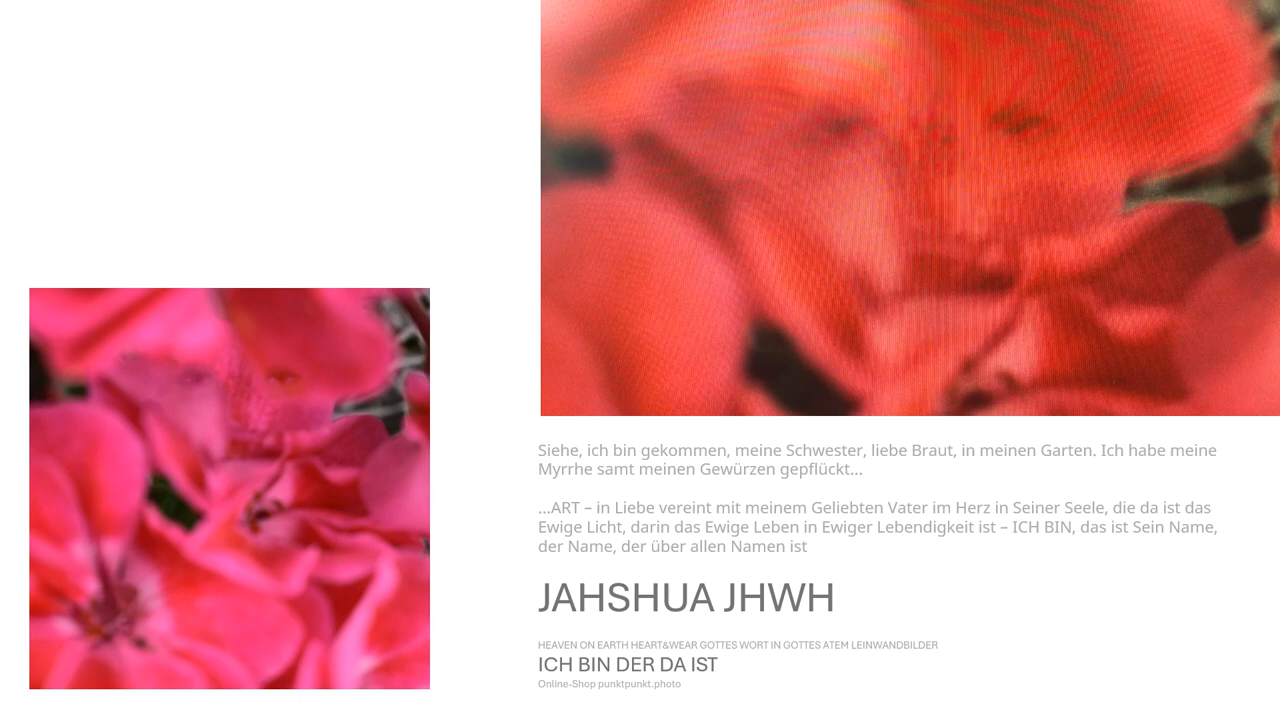 Siehe, ich bin gekommen, meine Schwester, liebe Braut, in meinen Garten. Ich habe meine
Myrrhe samt meinen Gewürzen gepflückt...
...ART – in Liebe vereint mit meinem Geliebten Vater im Herz in Seiner Seele, die da ist das
Ewige Licht, darin das Ewige Leben in Ewiger Lebendigkeit ist – ICH BIN, das ist Sein Name,
der Name, der über allen Namen ist
JAHSHUA JHWH
HEAVEN ON EARTH HEART&WEAR GOTTES WORT IN GOTTES ATEM LEINWANDBILDER
ICH BIN DER DA IST
Online-Shop punktpunkt.photo